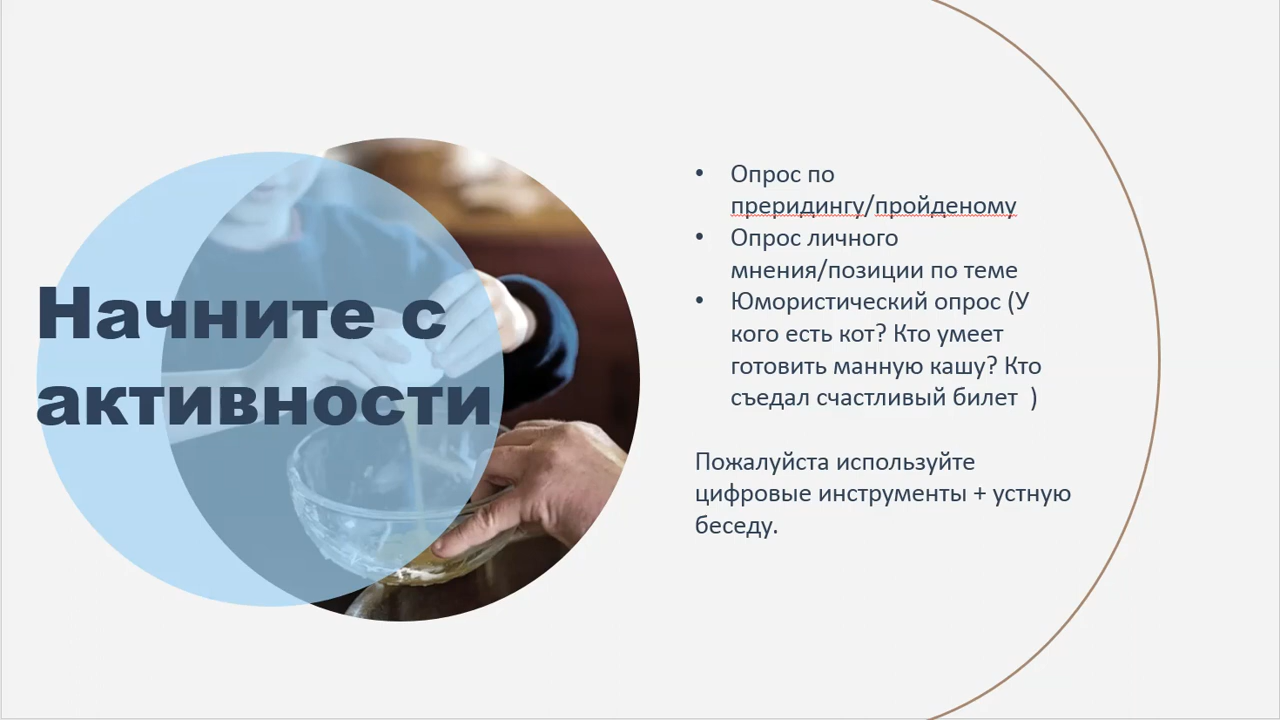 Начните с
активности
• Опрос по
преридингу/пройденому
• Опрос личного
мнения/позиции по теме
• Юмористический опрос (У
кого есть кот? Кто умеет
готовить манную кашу? Кто
съедал счастливый билет )
Пожалуйста используйте
цифровые инструменты + устную
беседу.